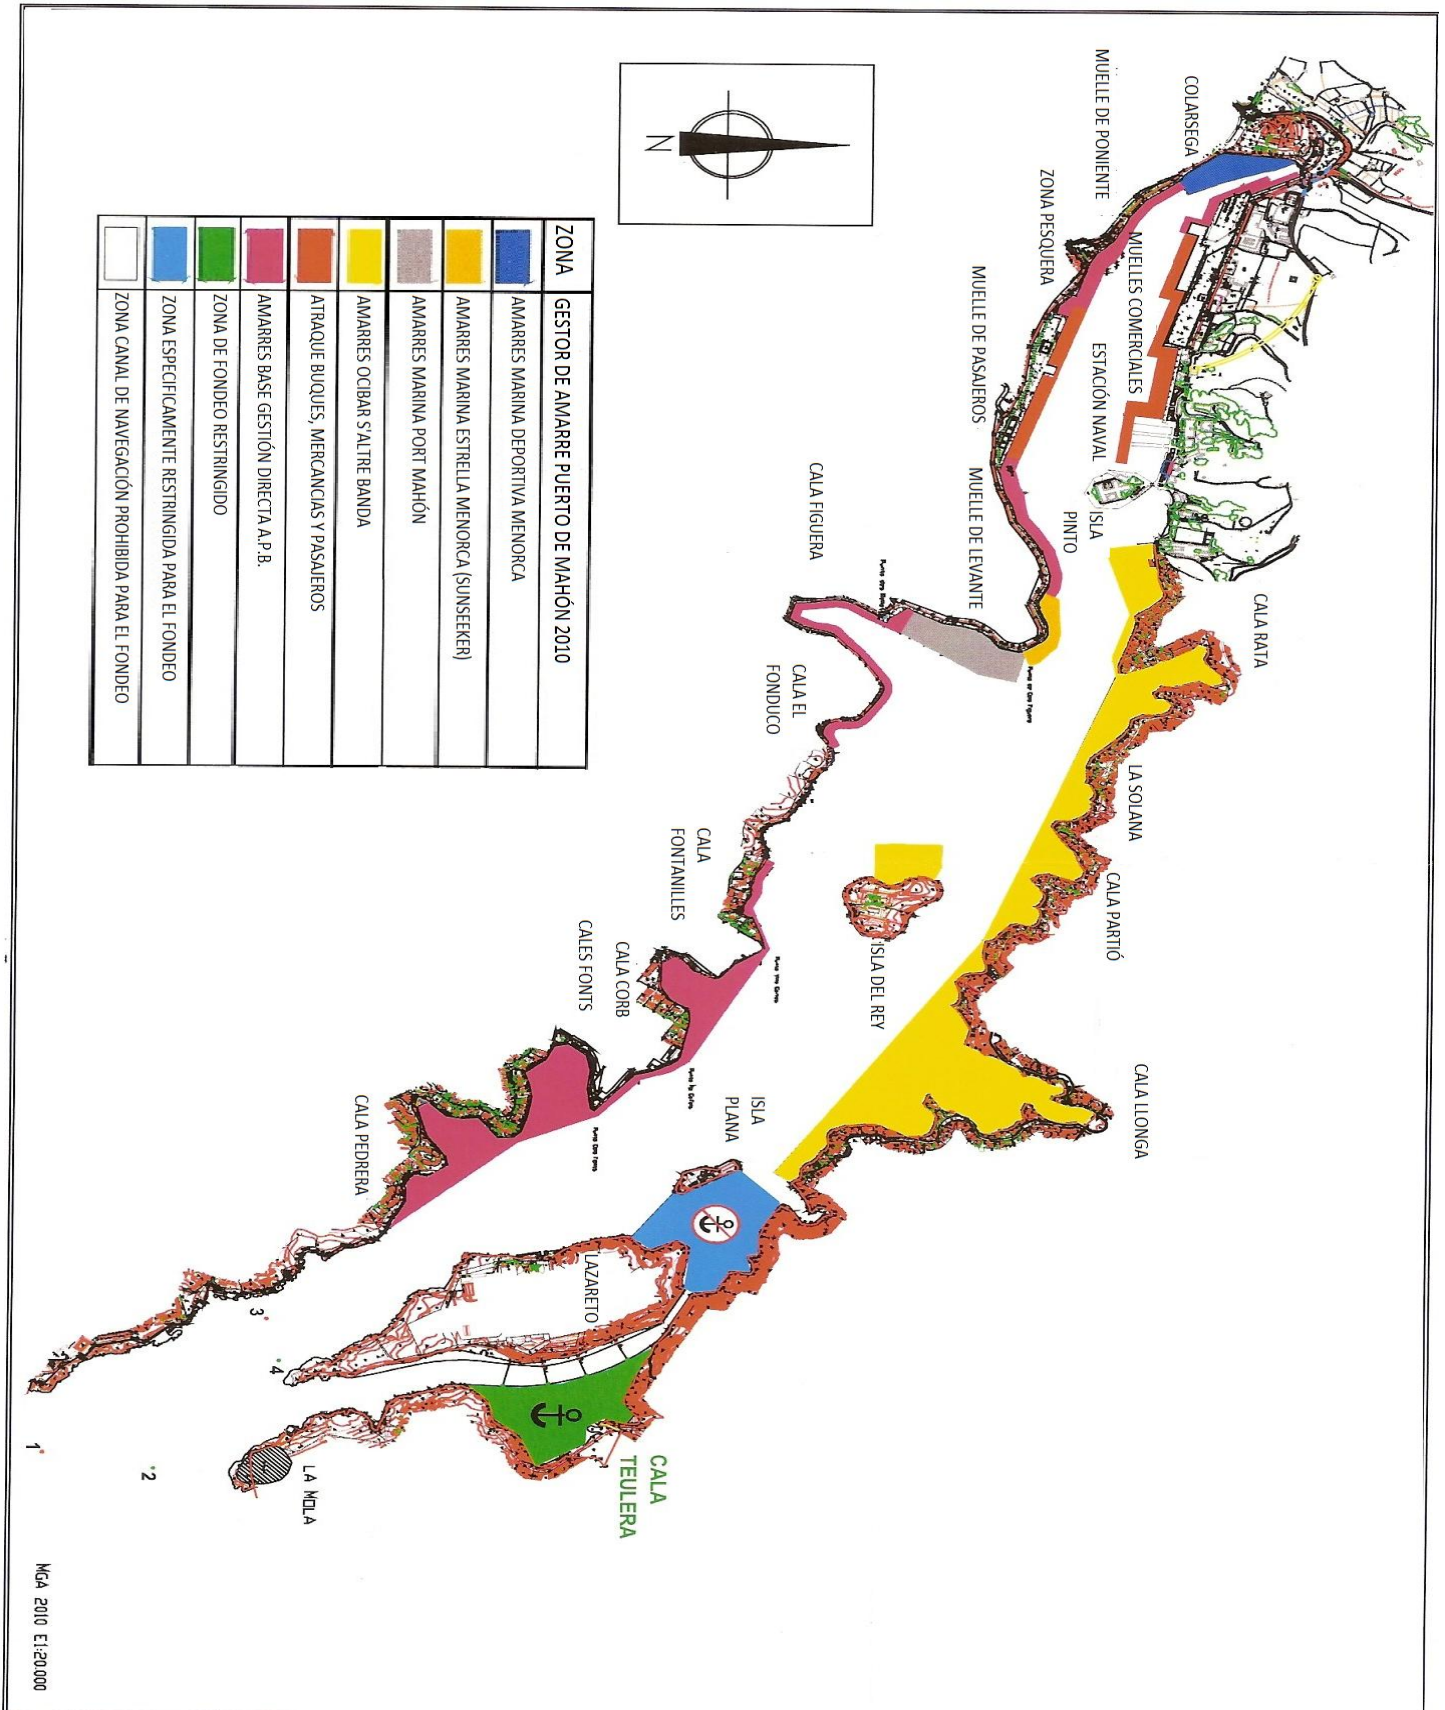 COLARSEGA
MUELLE DE PONIENTE
MUELLES COMERCIALES
ZONA PESQUERA
ESTACIÓN NAVAL
MUELLE DE PASAJEROS
ISLA
PINTO
MUELLE DE LEVANTE
CALA RATA
CALA FIGUERA
CALA EL
FONDUCO
LA SOLANA
CALA PARTIÓ
ISLA DEL REY
CALA
FONTANILLES
CALA CORB
CALES FONTS
CALA LLONGA
ISLA
PLANA
CALA PEDRERA
LAZARETO
CALA
TEULERA
LA MOLA
3
4
1
2
N
ZONA GESTOR DE AMARRE PUERTO DE MAHÓN 2010
AMARRES MARINA DEPORTIVA MENORCA
AMARRES MARINA ESTRELLA MENORCA (SUNSEEKER)
AMARRES MARINA PORT MAHÓN
AMARRES OCIBAR S'ALTRE BANDA
ATRAQUE BUQUES, MERCANCIAS Y PASAJEROS
AMARRES BASE GESTIÓN DIRECTA A.P.B.
ZONA DE FONDEO RESTRINGIDO
ZONA ESPECIFICAMENTE RESTRINGIDA PARA EL FONDEO
ZONA CANAL DE NAVEGACIÓN PROHIBIDA PARA EL FONDEO
MGA 2010 E1:20.000